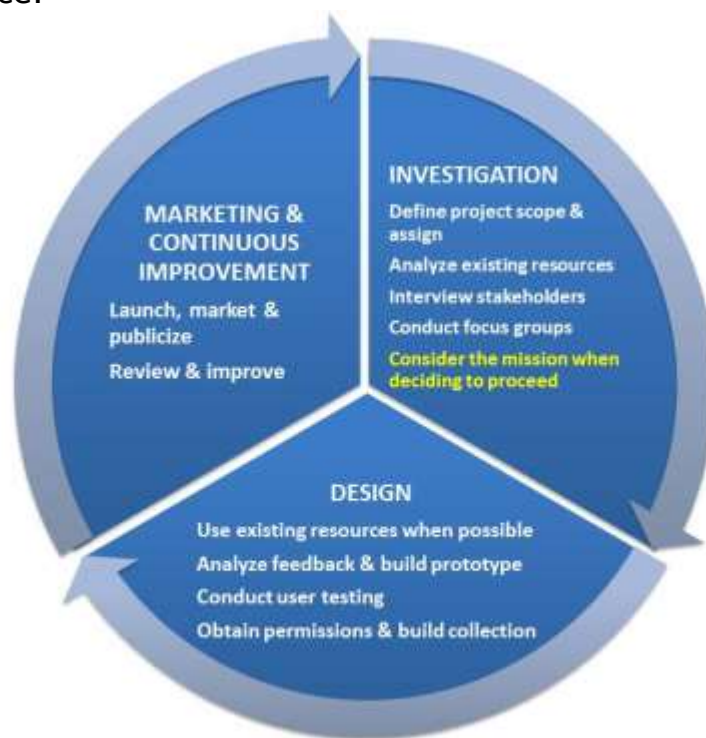 ce.
INVESTIGATION
Define project scope &
assign
Analyze existing resources
Interview stakeholders
Conduct focus groups
Consider the mission when
deciding to proceed
DESIGN
Use existing resources when possible
Analyze feedback & build prototype
Conduct user testing
Obtain permissions & build collection
MARKETING &
CONTINUOUS
IMPROVEMENT
Launch, market &
publicize
Review & improve